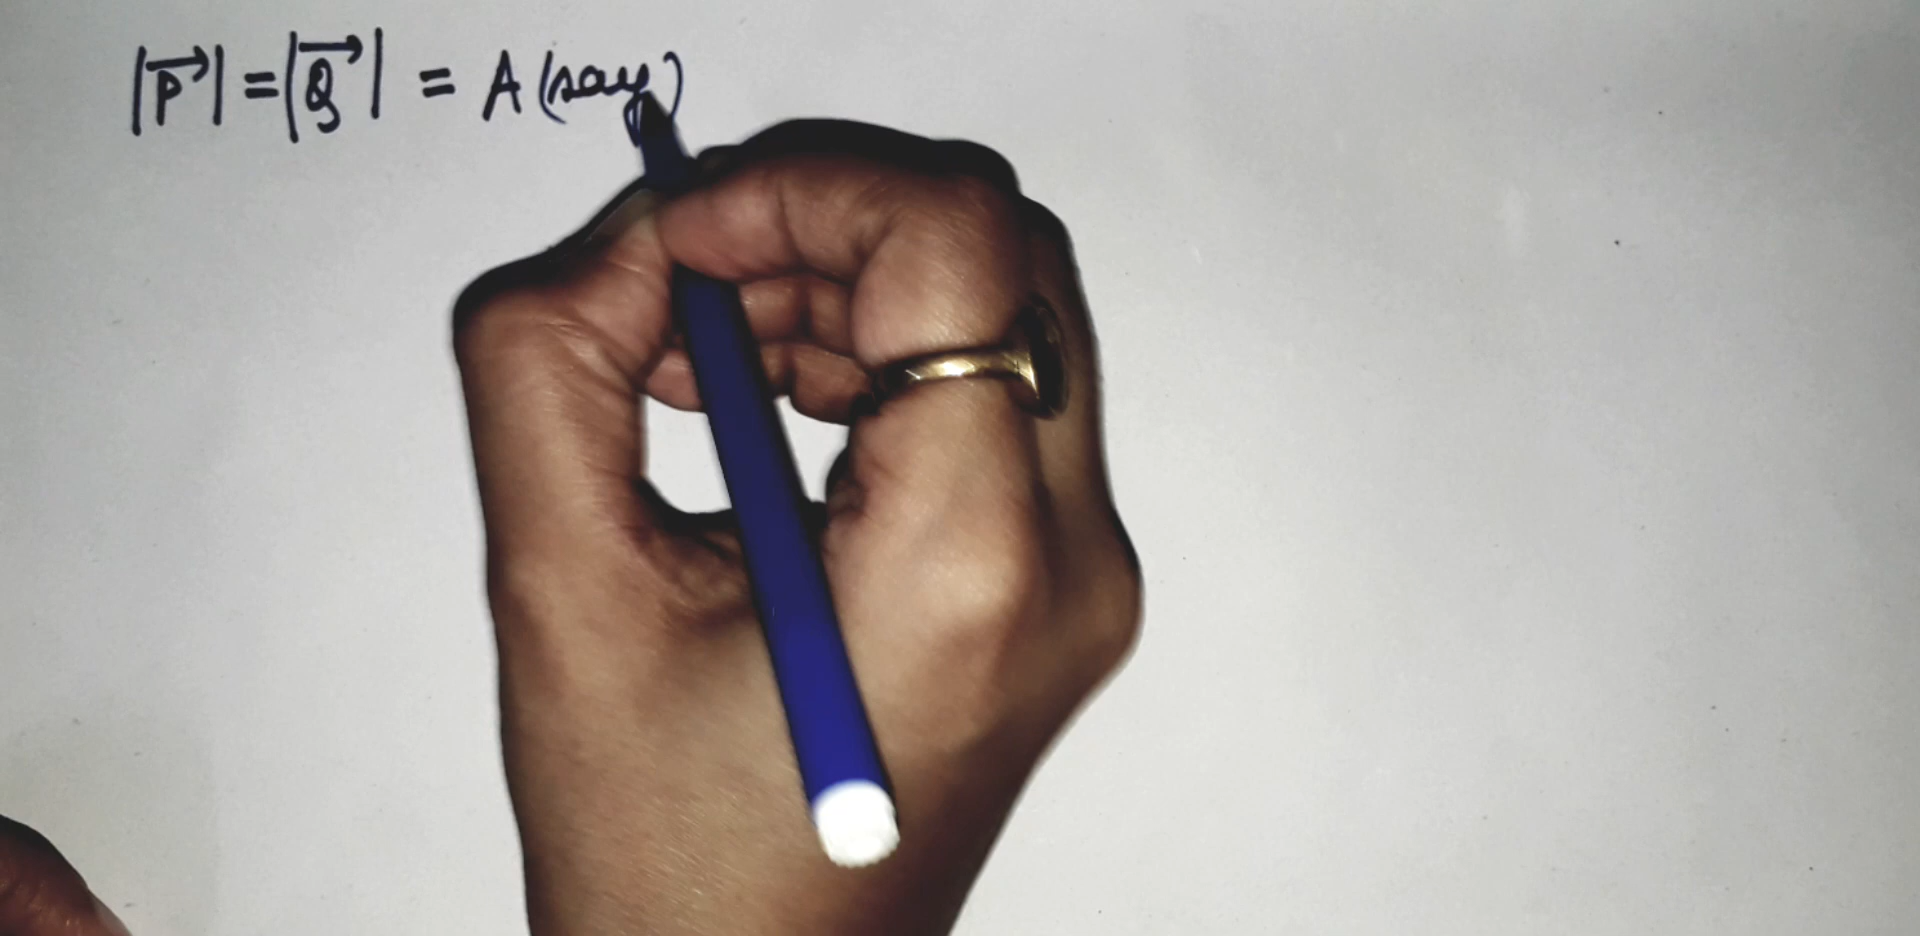 |P⃗| = |Q⃗| = A (say)